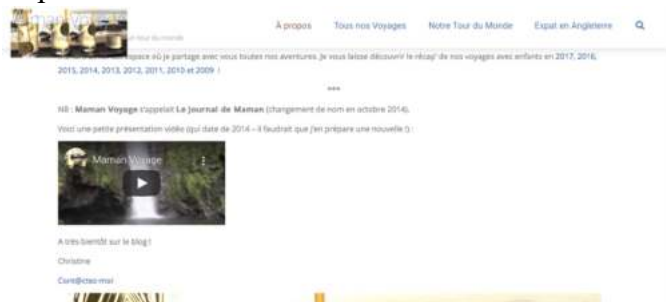 À propos Tous nos Voyages Notre Tour du Monde Expat en Angleterre
un tour du monde
espace où je partage avec vous toutes nos aventures. Je vous laisse découvrir le récap' de nos voyages avec enfants en 2017, 2016,
2015, 2014, 2013, 2012, 2011, 2010 et 2009 !
***
NB : Maman Voyage s'appelait Le Journal de Maman (changement de nom en octobre 2014).
Voici une petite présentation vidéo (qui date de 2014 – il faudrait que j'en prépare une nouvelle !) :
Maman Voyage
A très bientôt sur le blog !
Christine